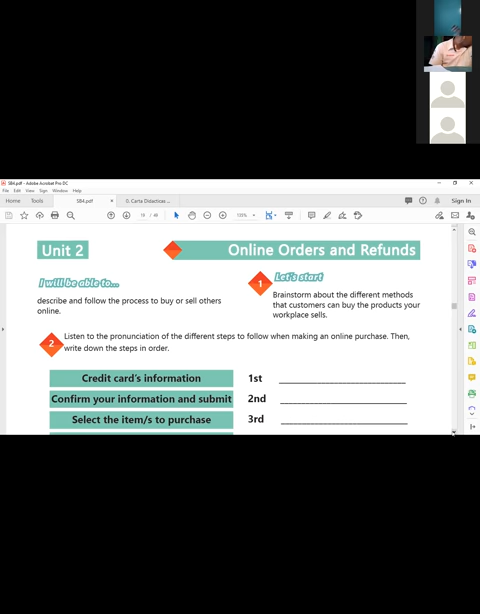 SB4.pdf - Adobe Acrobat Pro DC
File Edit View Sign Window Help
Home Tools SB4.pdf × 0. Carta Didacticas ... Sign In
19 / 49 135%
Unit 2
Online Orders and Refunds
I will be able to...
describe and follow the process to buy or sell others
online.
1 Let's start
Brainstorm about the different methods
that customers can buy the products your
workplace sells.
2 Listen to the pronunciation of the different steps to follow when making an online purchase. Then,
write down the steps in order.
Credit card's information 1st
Confirm your information and submit 2nd
Select the item/s to purchase 3rd